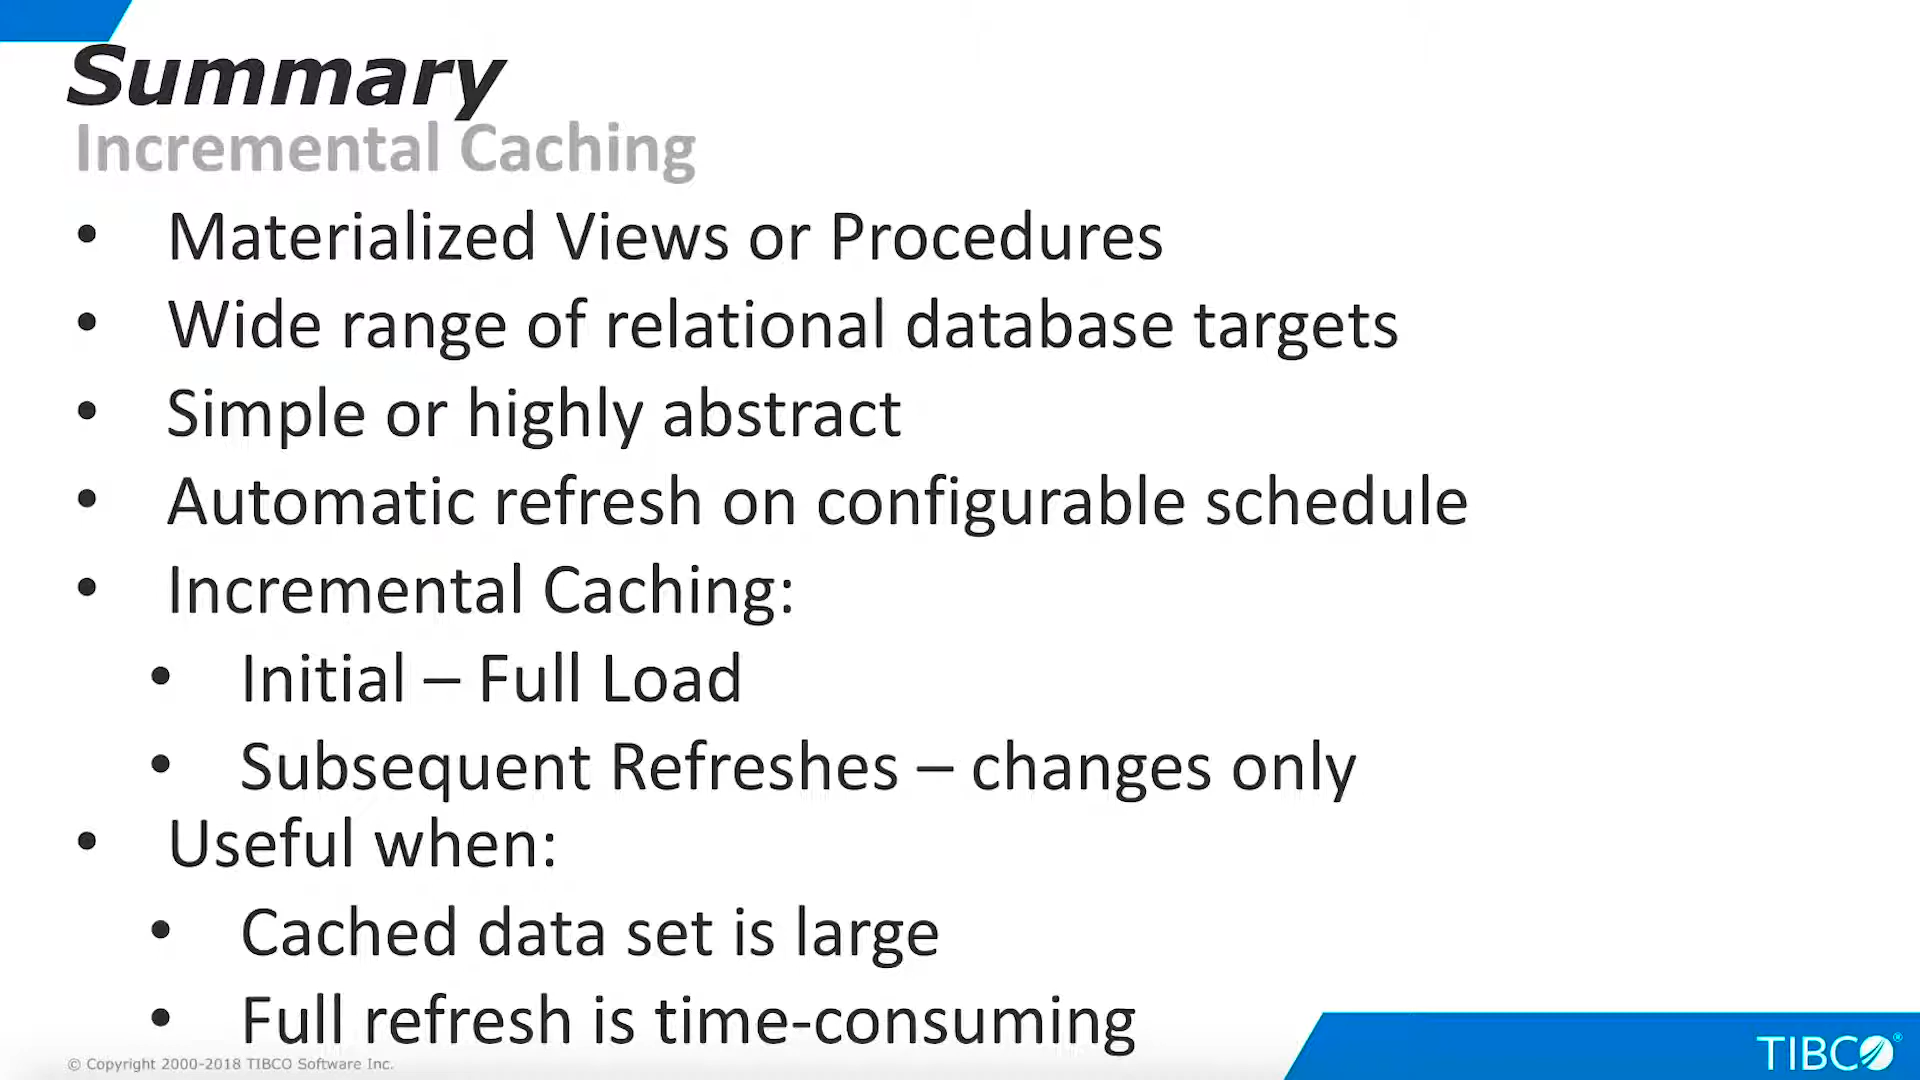 Summary
Incremental Caching
• Materialized Views or Procedures
• Wide range of relational database targets
• Simple or highly abstract
• Automatic refresh on configurable schedule
• Incremental Caching:
• Initial – Full Load
• Subsequent Refreshes – changes only
• Useful when:
• Cached data set is large
• Full refresh is time-consuming
© Copyright 2000-2018 TIBCO Software Inc.
TIBCO®